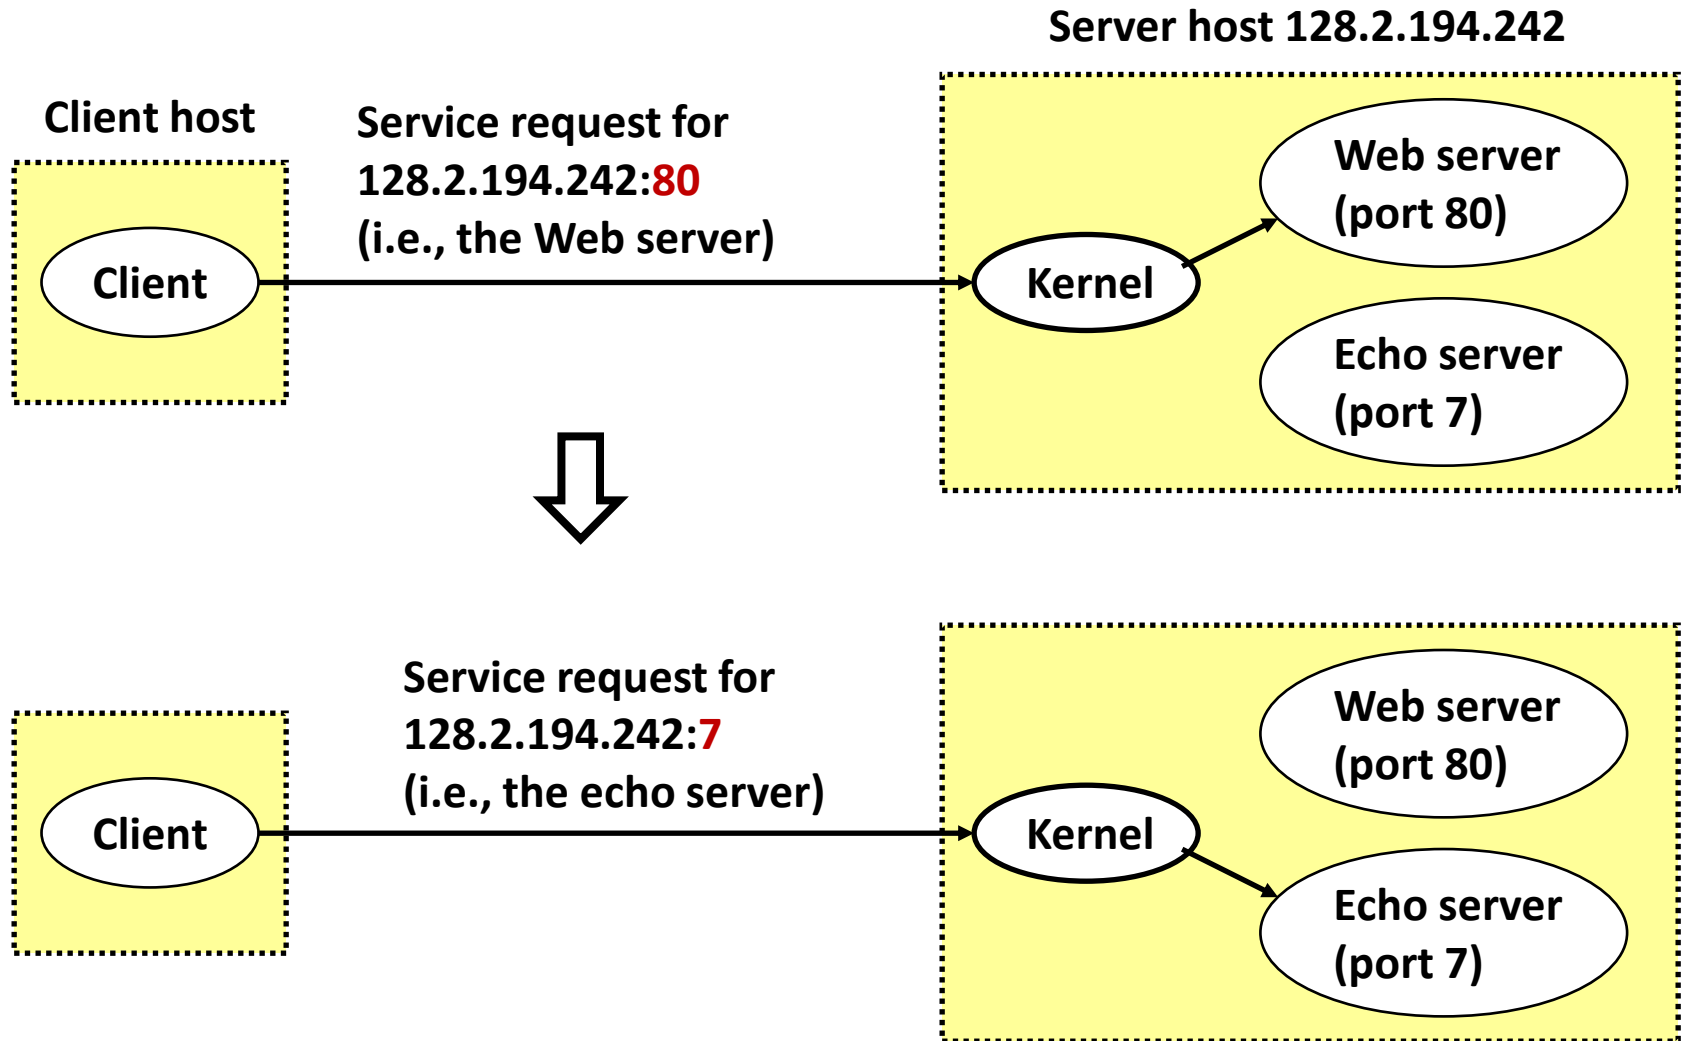 Server host 128.2.194.242
Client host
Service request for
128.2.194.242:80
(i.e., the Web server)
Client
Kernel
Web server
(port 80)
Echo server
(port 7)
Service request for
128.2.194.242:7
(i.e., the echo server)
Client
Kernel
Web server
(port 80)
Echo server
(port 7)